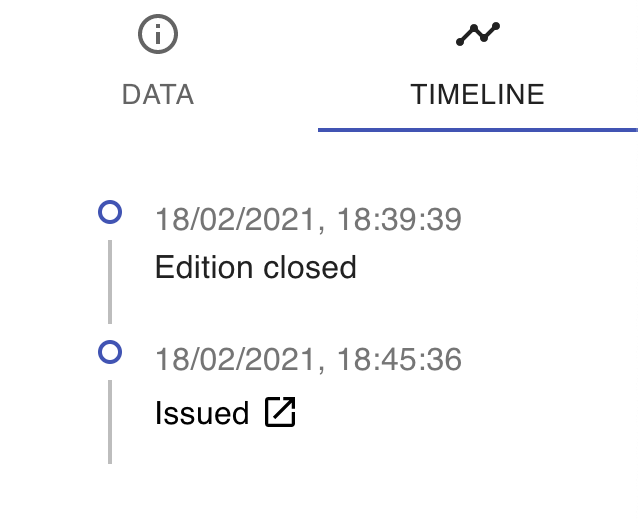 DATA
TIMELINE
18/02/2021, 18:39:39
Edition closed
18/02/2021, 18:45:36
Issued